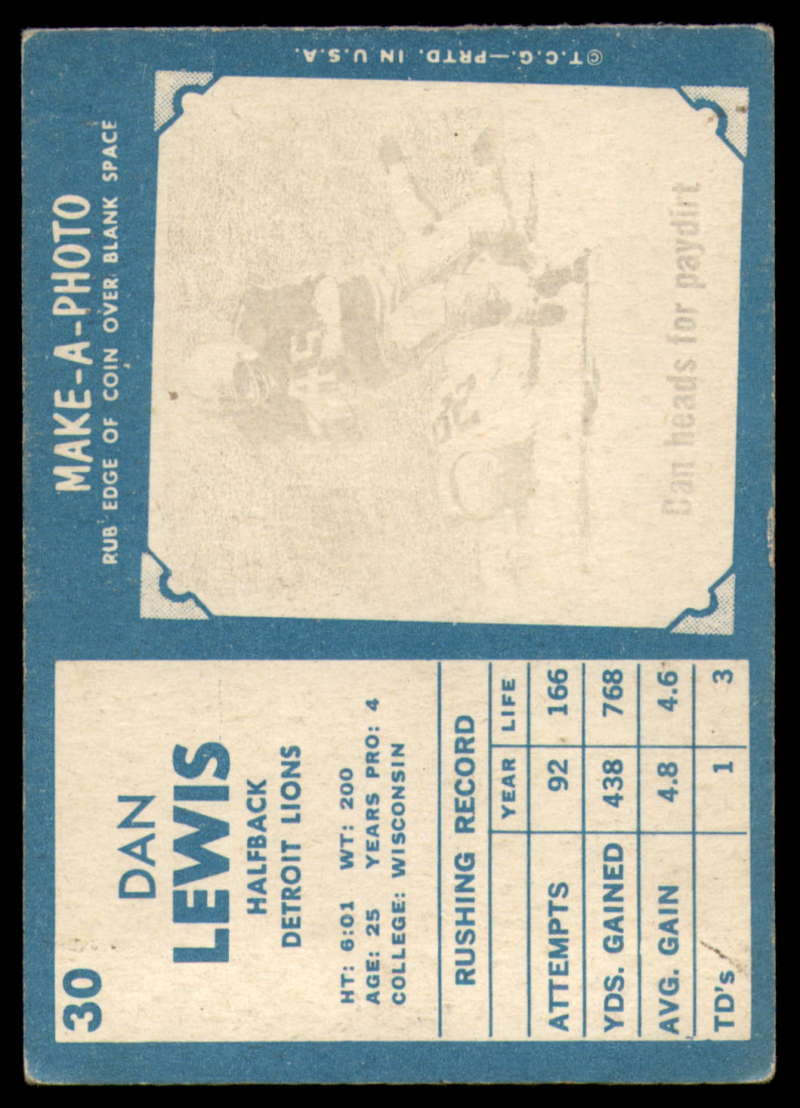 30
DAN
LEWIS
HALFBACK
DETROIT LIONS
HT: 6:01 WT: 200
AGE: 25 YEARS PRO: 4
COLLEGE: WISCONSIN
RUSHING RECORD
YEAR LIFE
ATTEMPTS 92 166
YDS. GAINED 438 768
AVG. GAIN 4.8 4.6
TD's 1 3
MAKE-A-PHOTO
RUB EDGE OF COIN OVER BLANK SPACE
45
Dan heads for paydirt
©T.C.G.—PRTD. IN U.S.A.